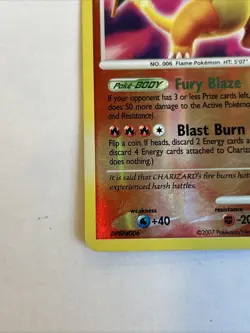 NO. 006 Flame Pokémon HT: 5'07"
Poké-BODY Fury Blaze
If your opponent has 3 or less Prize cards left,
does 50 more damage to the Active Pokémo
and Resistance).
Blast Burn
Flip a coin. If heads, discard 2 Energy cards a
discard 4 Energy cards attached to Chariza
does nothing.)
It is said that CHARIZARD's fire burns hot
experienced harsh battles.
weakness resistance
+40 -20
©2007 Pokémon/Nin